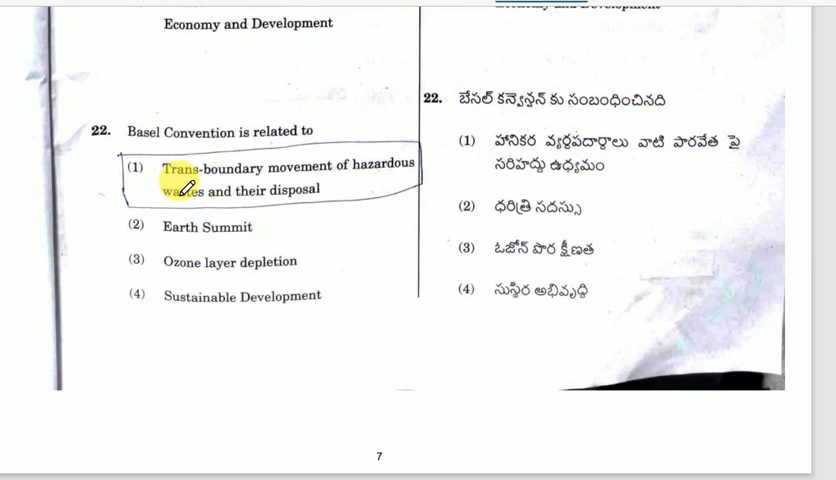 Economy and Development
22. Basel Convention is related to
(1) Trans-boundary movement of hazardous
wastes and their disposal
(2) Earth Summit
(3) Ozone layer depletion
(4) Sustainable Development
22. బేసల్ కన్వెన్షన్ కు సంబంధించినది
(1) హానికర వ్యర్థపదార్థాలు వాటి పారవేత పై
సరిహద్దు ఉద్యమం
(2) ధరిత్రి సదస్సు
(3) ఓజోన్ పొర క్షీణత
(4) సుస్థిర అభివృద్ధి
7